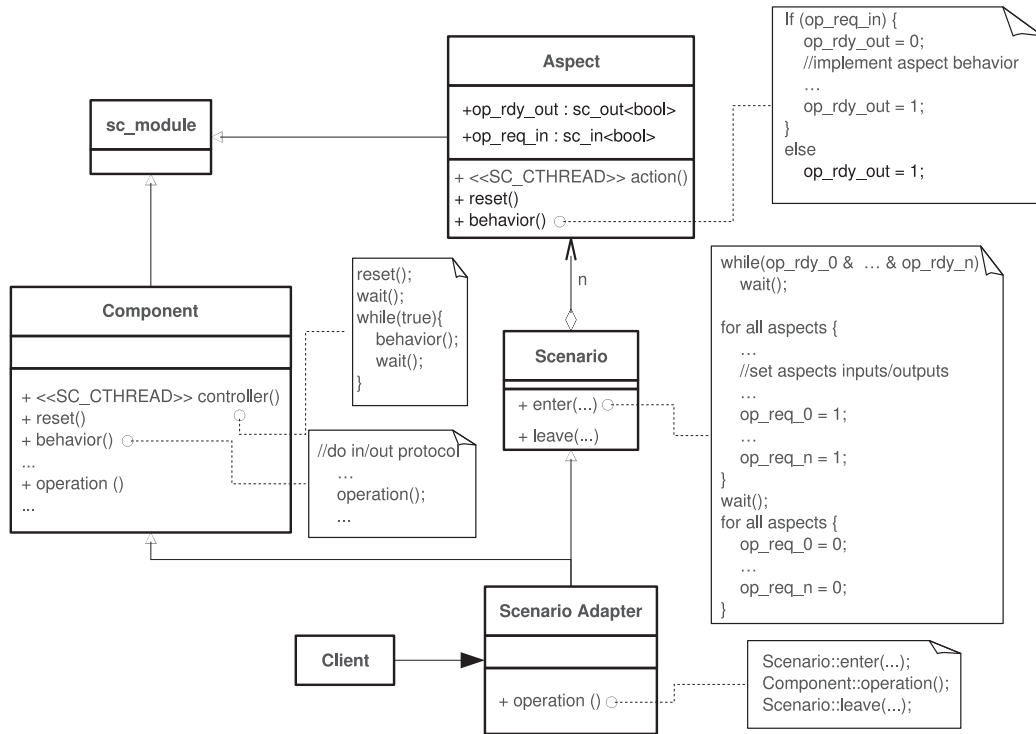 sc_module
Aspect
+op_rdy_out : sc_out<bool>
+op_req_in : sc_in<bool>
+ <<SC_CTHREAD>> action()
+ reset()
+ behavior()
If (op_req_in) {
op_rdy_out = 0;
//implement aspect behavior
...
op_rdy_out = 1;
}
else
op_rdy_out = 1;
Component
+ <<SC_CTHREAD>> controller()
+ reset()
+ behavior()
...
+ operation ()
...
reset();
wait();
while(true){
behavior();
wait();
}
//do in/out protocol
...
operation();
...
n
Scenario
+ enter(...)
+ leave(...)
while(op_rdy_0 & ... & op_rdy_n)
wait();
for all aspects {
...
//set aspects inputs/outputs
...
op_req_0 = 1;
...
op_req_n = 1;
}
wait();
for all aspects {
op_req_0 = 0;
...
op_req_n = 0;
}
Client
Scenario Adapter
+ operation ()
Scenario::enter(...);
Component::operation();
Scenario::leave(...);